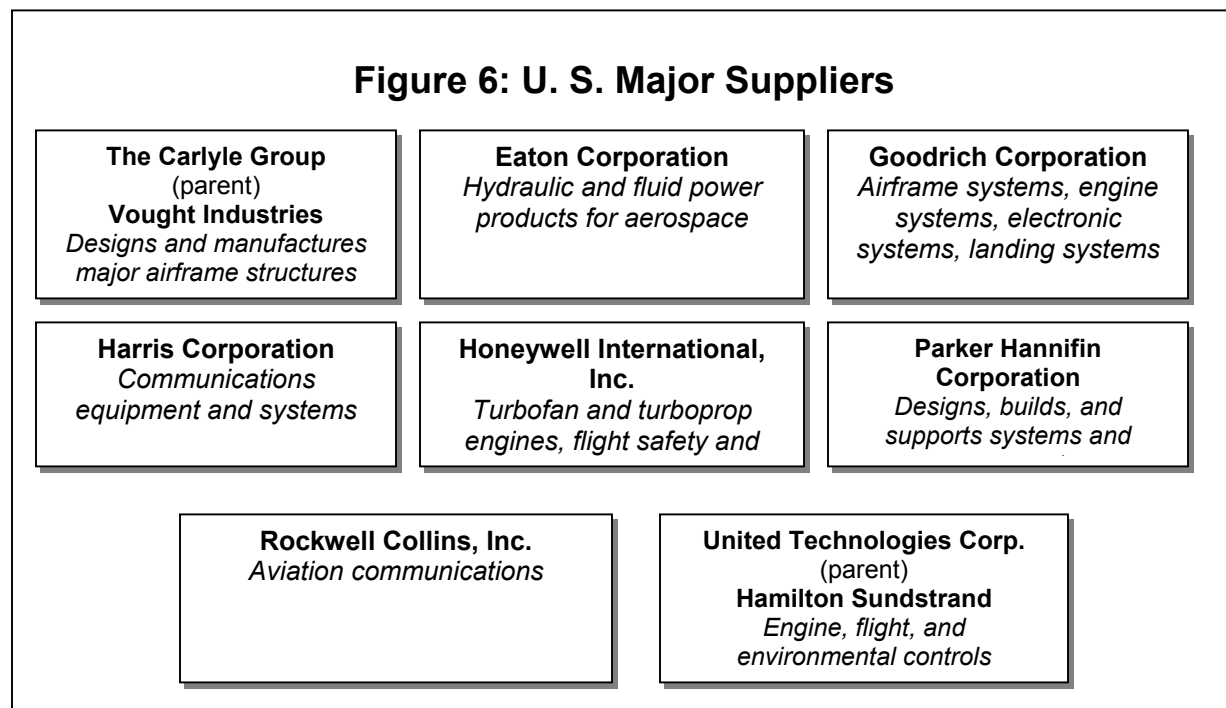 Figure 6: U. S. Major Suppliers
The Carlyle Group
(parent)
Vought Industries
Designs and manufactures
major airframe structures
Eaton Corporation
Hydraulic and fluid power
products for aerospace
Goodrich Corporation
Airframe systems, engine
systems, electronic
systems, landing systems
Harris Corporation
Communications
equipment and systems
Honeywell International,
Inc.
Turbofan and turboprop
engines, flight safety and
Parker Hannifin
Corporation
Designs, builds, and
supports systems and
Rockwell Collins, Inc.
Aviation communications
United Technologies Corp.
(parent)
Hamilton Sundstrand
Engine, flight, and
environmental controls